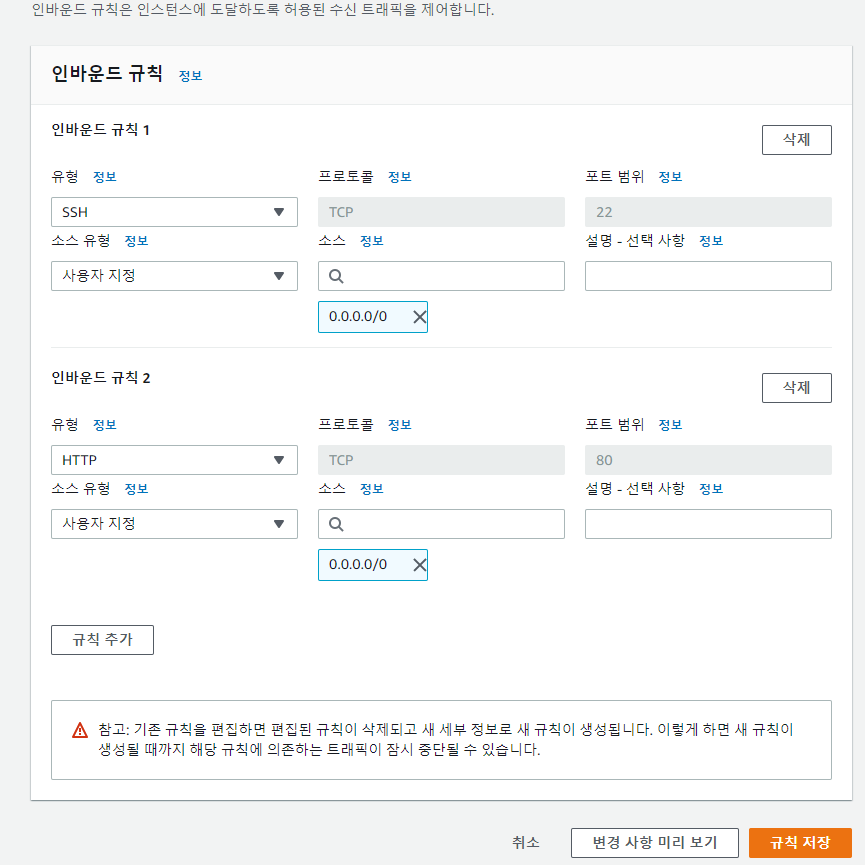 인바운드 규칙은 인스턴스에 도달하도록 허용된 수신 트래픽을 제어합니다.
인바운드 규칙 정보
인바운드 규칙 1
삭제
유형 정보 프로토콜 정보 포트 범위 정보
SSH TCP 22
소스 유형 정보 소스 정보 설명 - 선택 사항 정보
사용자 지정
0.0.0.0/0
인바운드 규칙 2
삭제
유형 정보 프로토콜 정보 포트 범위 정보
HTTP TCP 80
소스 유형 정보 소스 정보 설명 - 선택 사항 정보
사용자 지정
0.0.0.0/0
규칙 추가
참고: 기존 규칙을 편집하면 편집된 규칙이 삭제되고 새 세부 정보로 새 규칙이 생성됩니다. 이렇게 하면 새 규칙이
생성될 때까지 해당 규칙에 의존하는 트래픽이 잠시 중단될 수 있습니다.
취소 변경 사항 미리 보기 규칙 저장